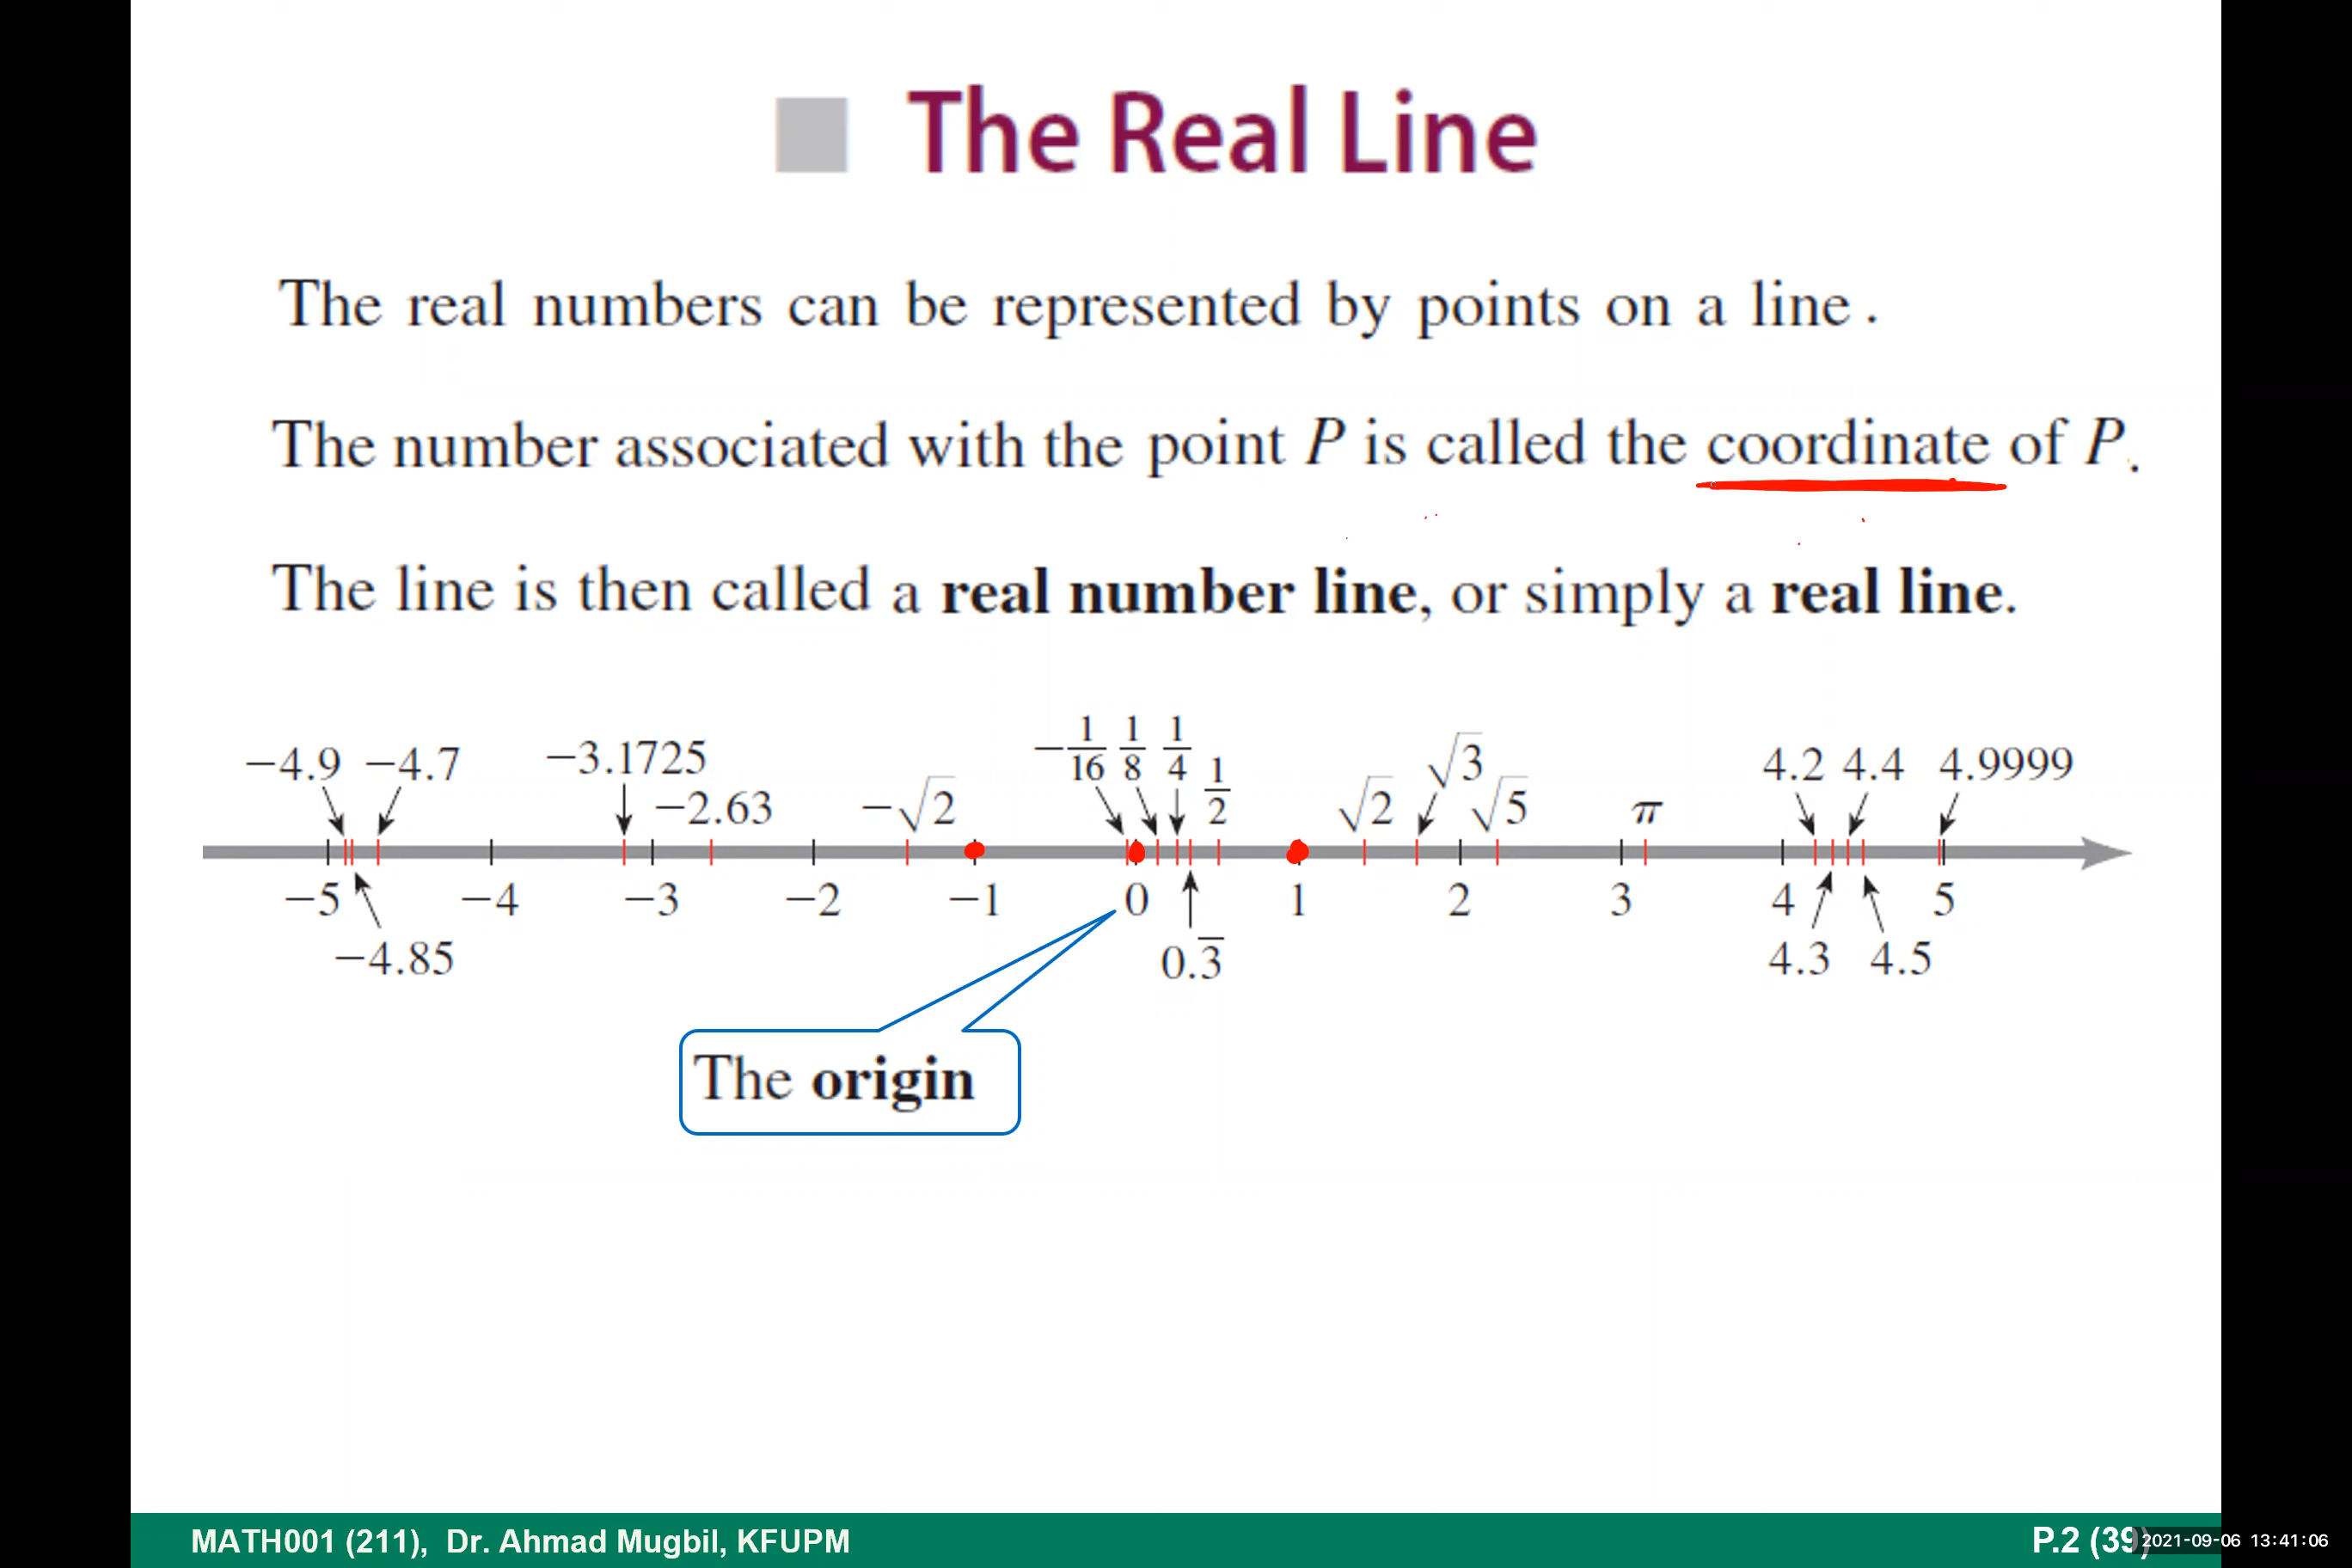 The Real Line
The real numbers can be represented by points on a line.
The number associated with the point P is called the coordinate of P.
The line is then called a real number line, or simply a real line.
−4.9 −4.7 −3.1725 −2.63 −√2 −1/16 1/8 1/4 1/2 √2 √3 √5 π 4.2 4.4 4.9999
−5 −4 −3 −2 −1 0 1 2 3 4 5
−4.85 0.3̅ 4.3 4.5
The origin
MATH001 (211), Dr. Ahmad Mugbil, KFUPM P.2 (39) 2021-09-06 13:41:06